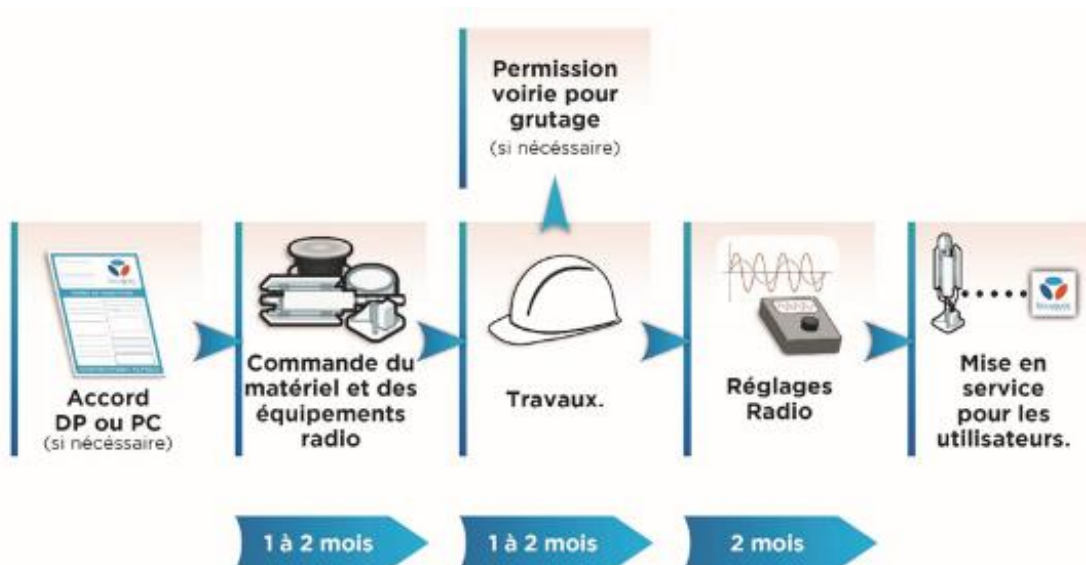 Permission
voirie pour
grutage
(si nécéssaire)
Accord
DP ou PC
(si nécéssaire)
Commande du
matériel et des
équipements
radio
Travaux.
Réglages
Radio
Mise en
service
pour les
utilisateurs.
1 à 2 mois
1 à 2 mois
2 mois